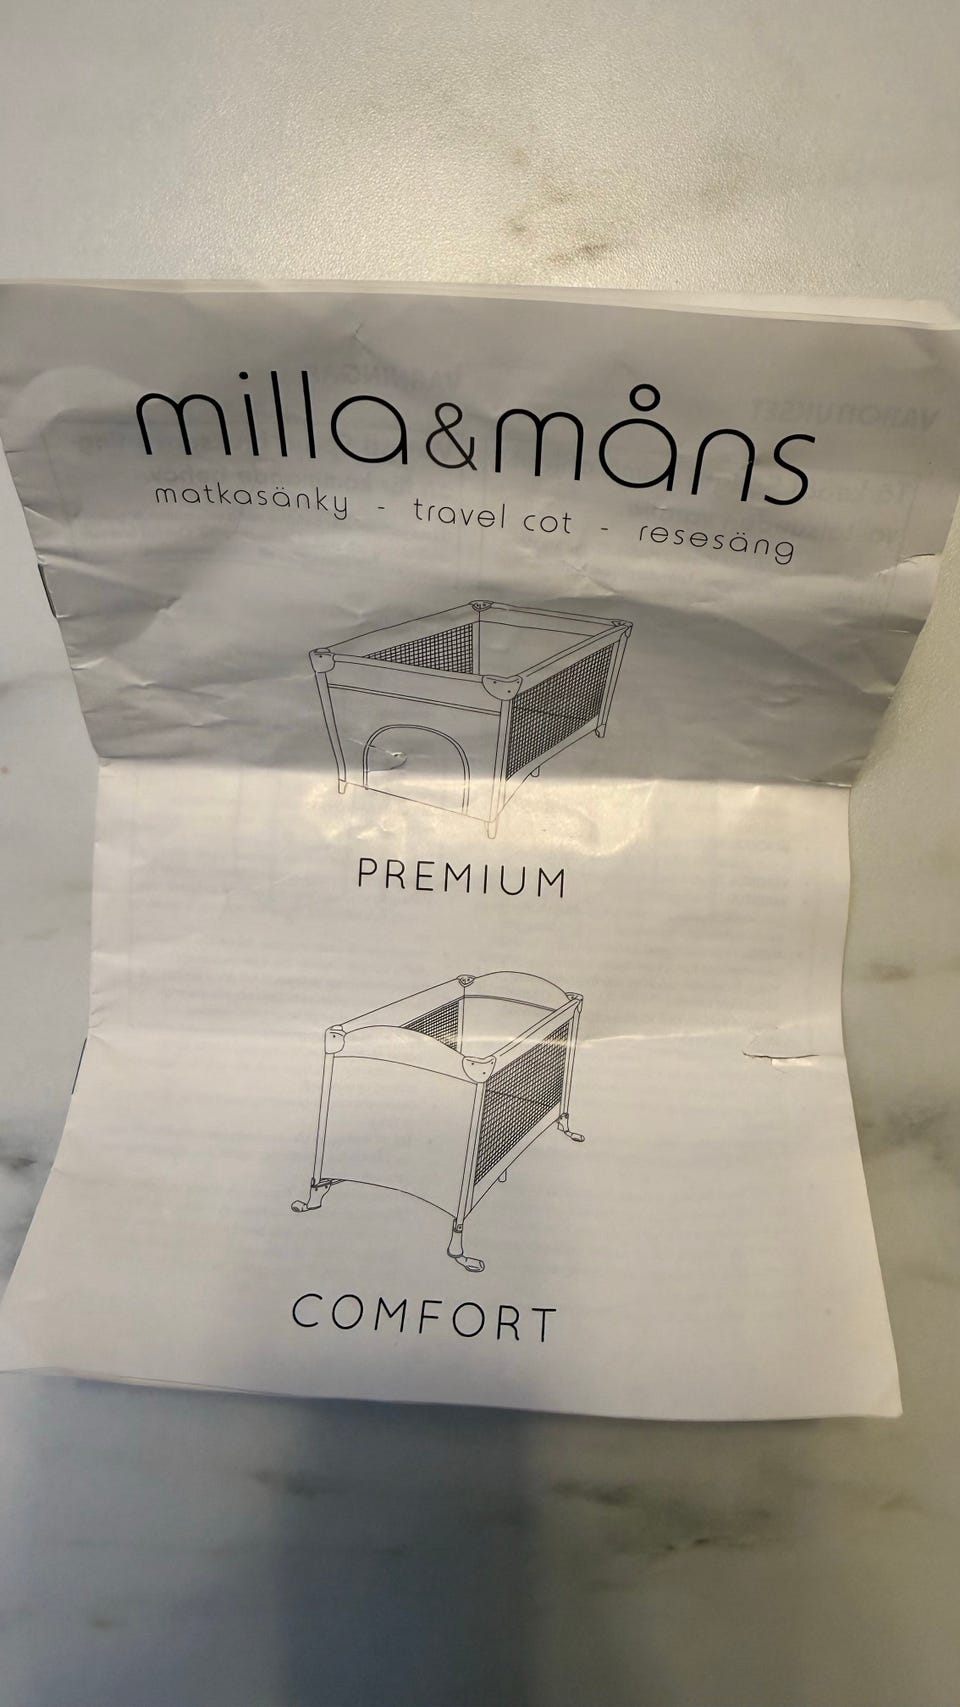 milla&måns
matkasänky - travel cot - resesäng
PREMIUM
COMFORT